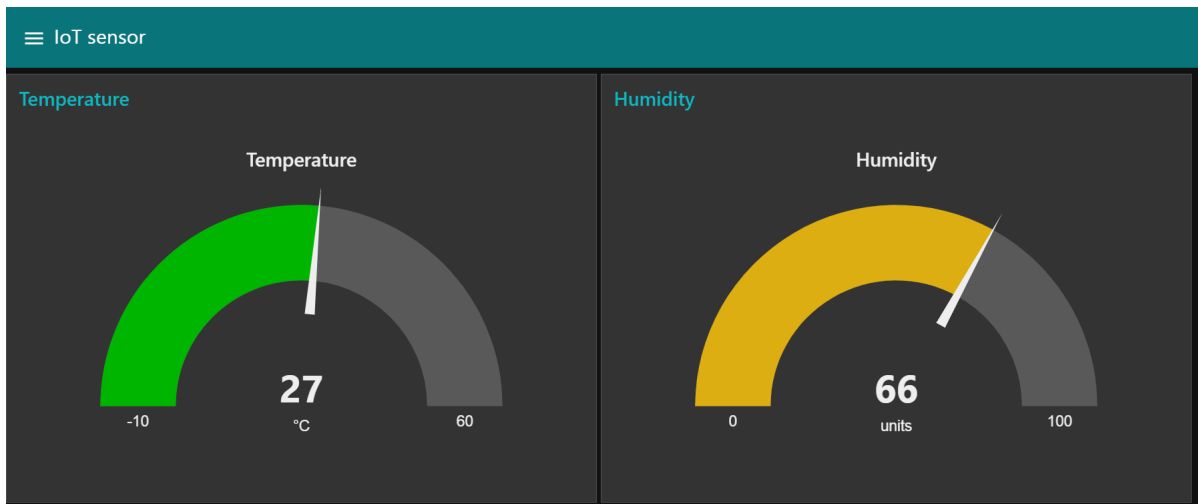 IoT sensor
Temperature
Temperature
27
-10
°C
60
Humidity
Humidity
66
0
units
100